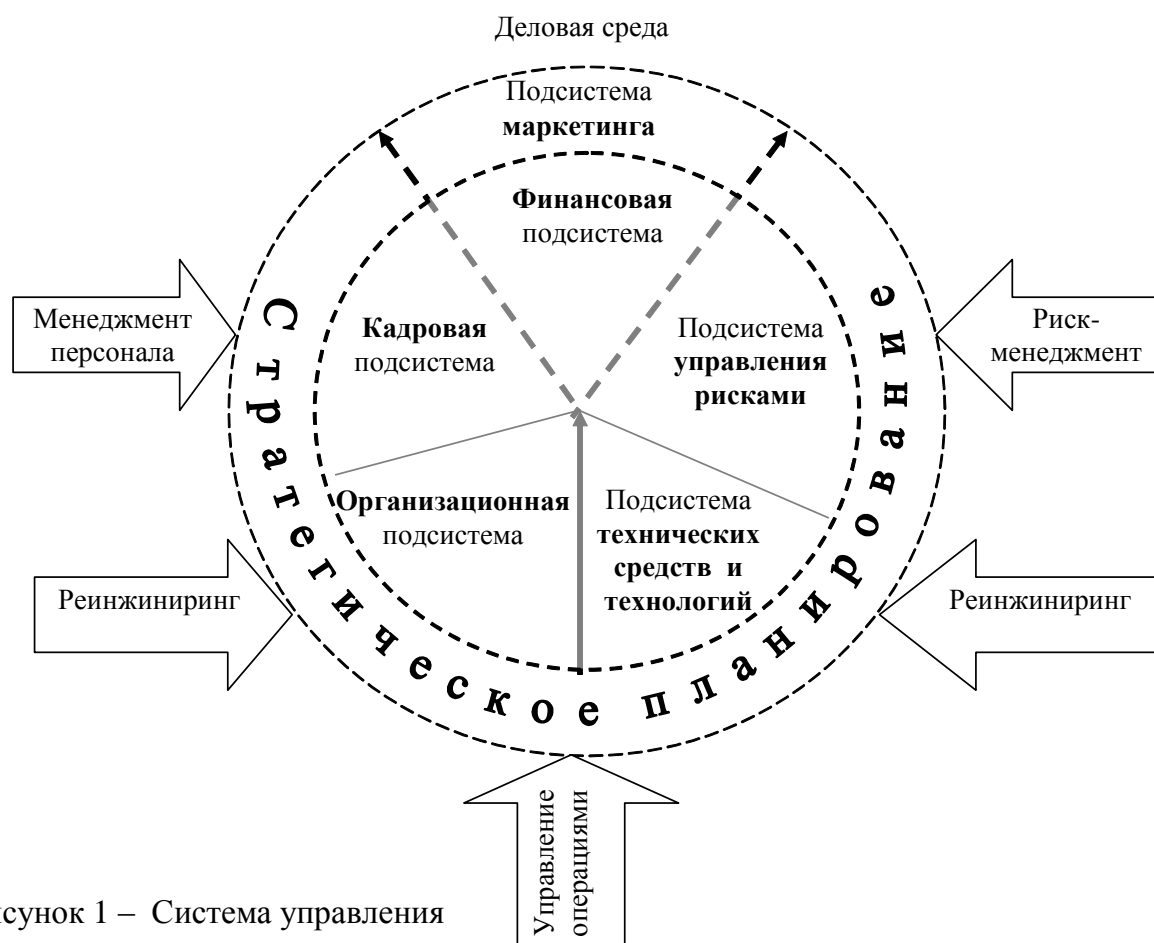 Деловая среда
Подсистема
маркетинга
Финансовая
подсистема
Кадровая
подсистема
Подсистема
управления
рисками
Организационная
подсистема
Подсистема
технических
средств и
технологий
Стратегическое планирование
Менеджмент
персонала
Риск-
менеджмент
Реинжиниринг
Реинжиниринг
Управление
операциями
исунок 1 – Система управления